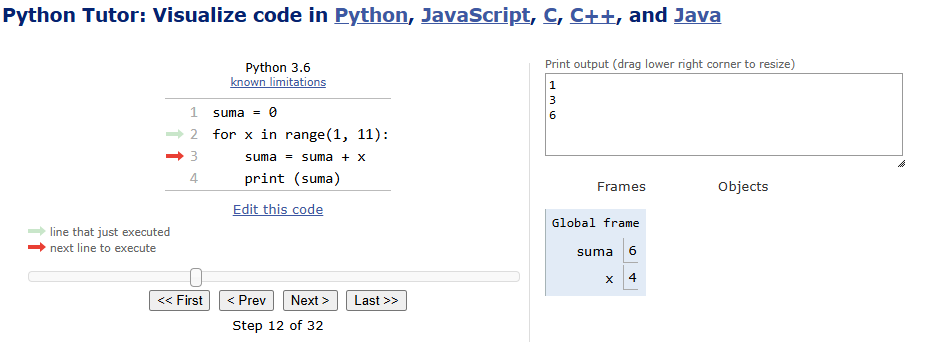 Python Tutor: Visualize code in Python, JavaScript, C, C++, and Java
Python 3.6
known limitations
1 suma = 0
2 for x in range(1, 11):
3 suma = suma + x
4 print (suma)
Edit this code
line that just executed
next line to execute
<< First < Prev Next > Last >>
Step 12 of 32
Print output (drag lower right corner to resize)
1
3
6
Frames Objects
Global frame
suma 6
x 4